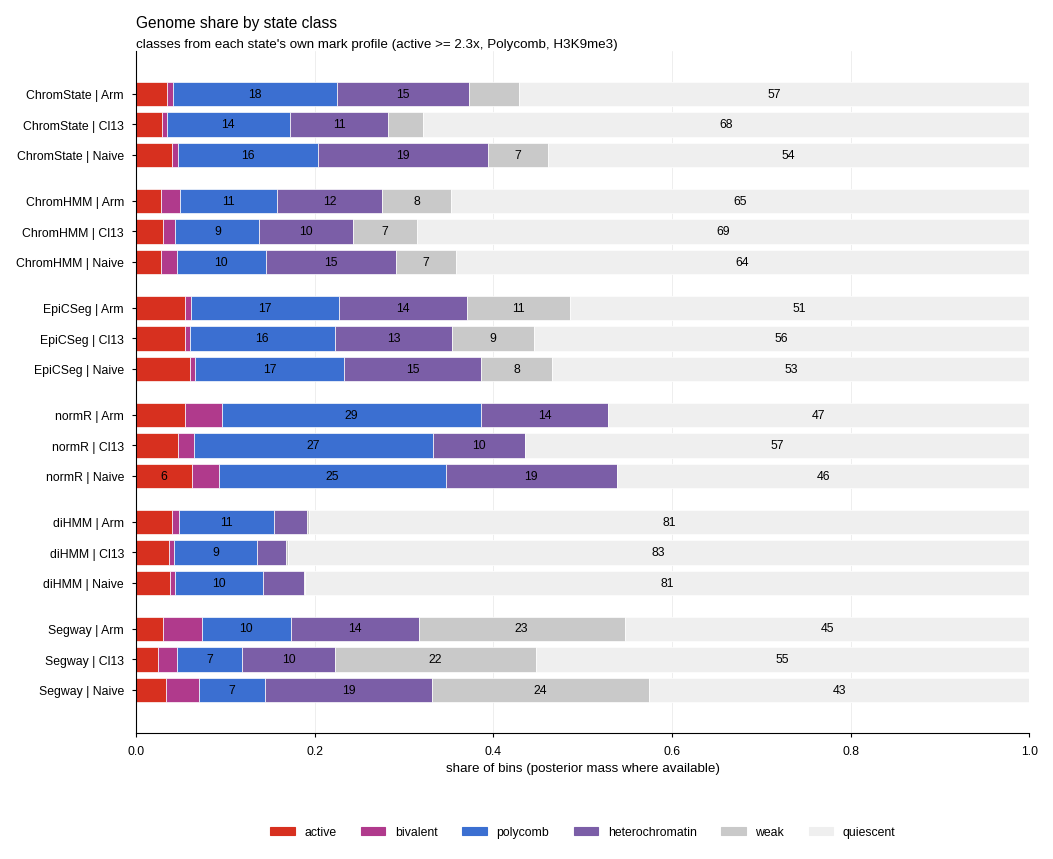 Genome share by state class
classes from each state's own mark profile (active >= 2.3x, Polycomb, H3K9me3)
ChromState | Arm 18 15 57
ChromState | Cl13 14 11 68
ChromState | Naive 16 19 7 54
ChromHMM | Arm 11 12 8 65
ChromHMM | Cl13 9 10 7 69
ChromHMM | Naive 10 15 7 64
EpiCSeg | Arm 17 14 11 51
EpiCSeg | Cl13 16 13 9 56
EpiCSeg | Naive 17 15 8 53
normR | Arm 29 14 47
normR | Cl13 27 10 57
normR | Naive 6 25 19 46
diHMM | Arm 11 81
diHMM | Cl13 9 83
diHMM | Naive 10 81
Segway | Arm 10 14 23 45
Segway | Cl13 7 10 22 55
Segway | Naive 7 19 24 43
0.0 0.2 0.4 0.6 0.8 1.0
share of bins (posterior mass where available)
active bivalent polycomb heterochromatin weak quiescent